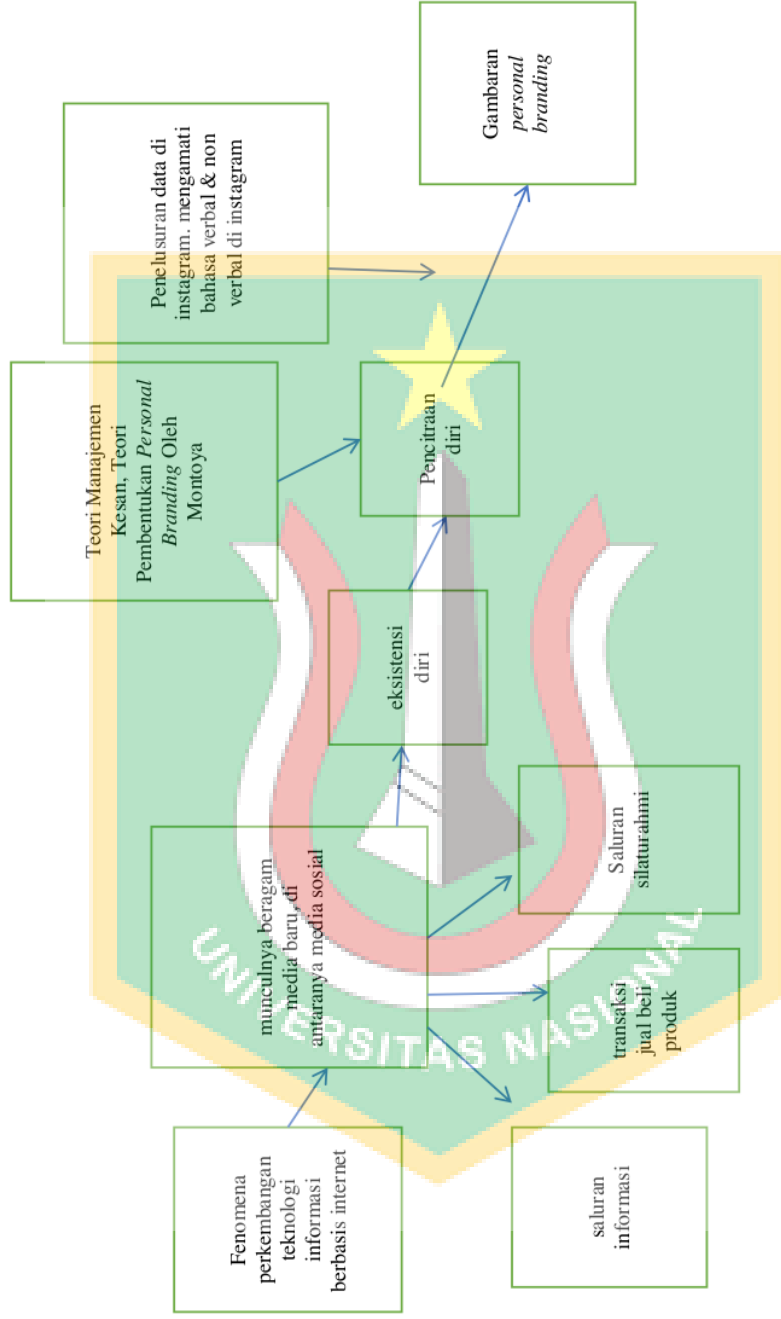 Fenomena
perkembangan
teknologi
informasi
berbasis internet
munculnya beragam
media baru, di
antaranya media sosial
saluran
informasi
transaksi
jual beli
produk
Saluran
silaturahmi
eksistensi
diri
Teori Manajemen
Kesan, Teori
Pembentukan Personal
Branding Oleh
Montoya
Pencitraan
diri
Penelusuran data di
instagram. mengamati
bahasa verbal & non
verbal di instagram
Gambaran
personal
branding
UNIVERSITAS NASIONAL